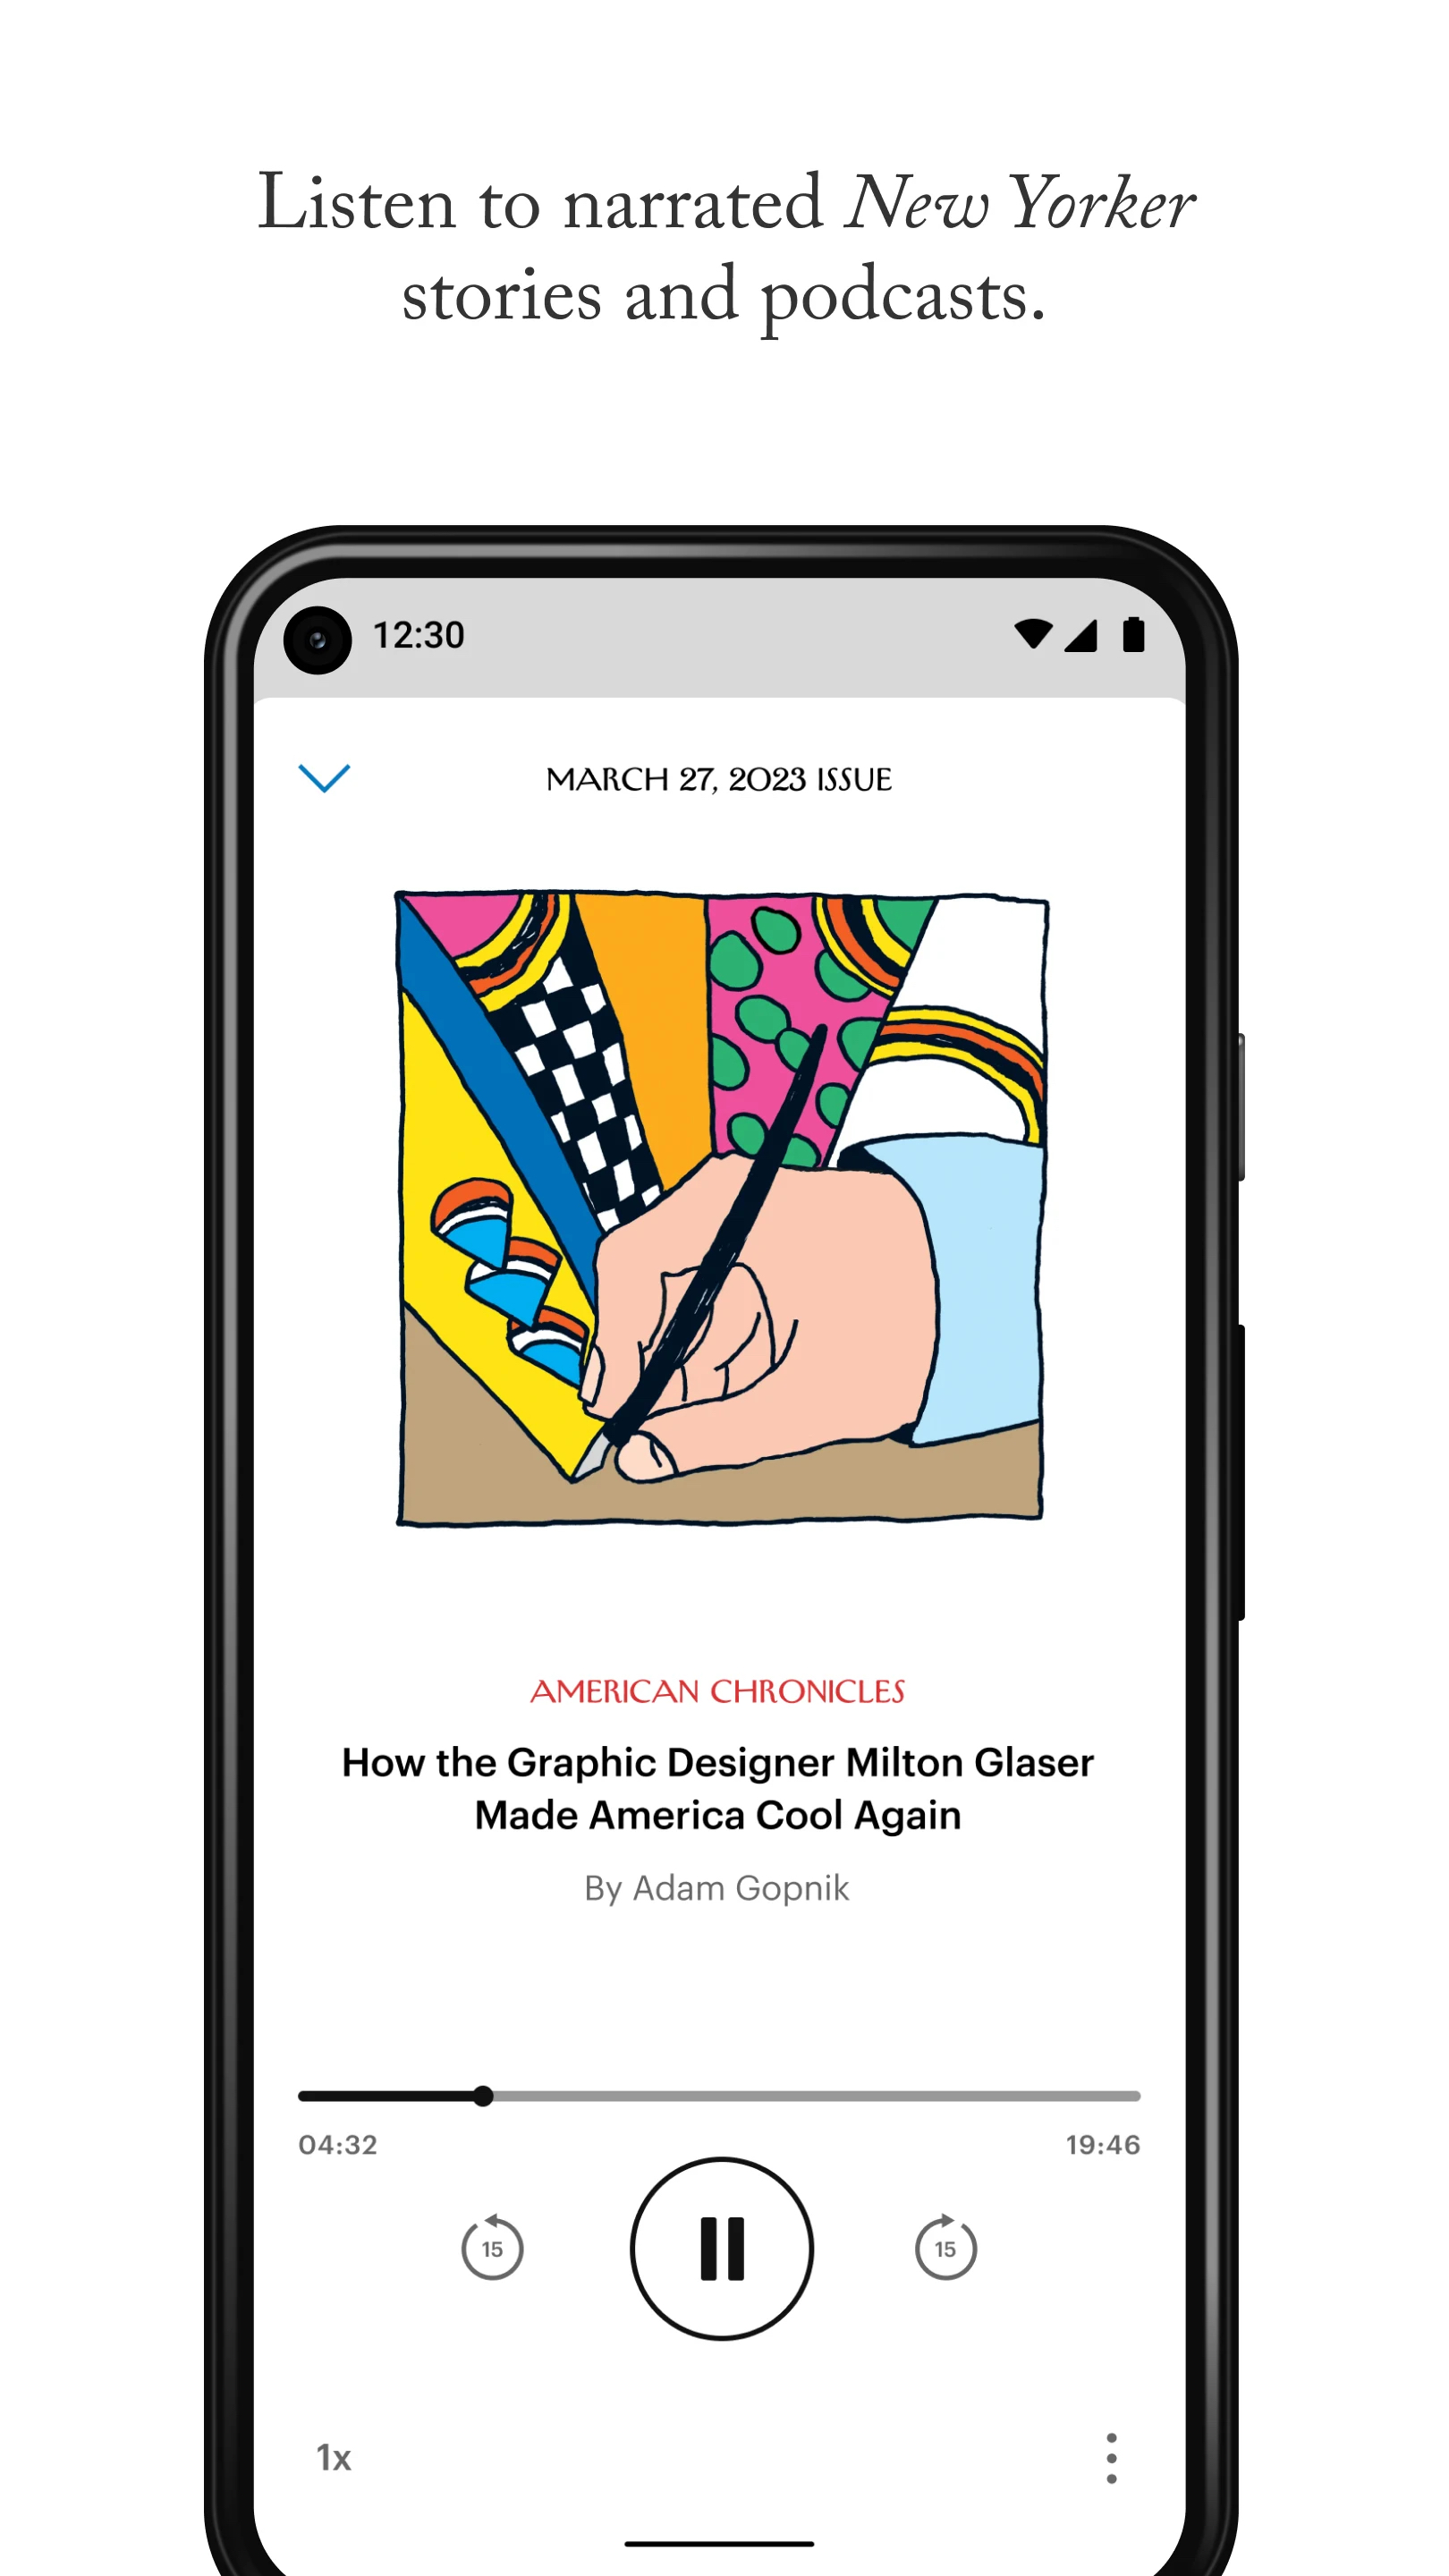 Listen to narrated New Yorker
stories and podcasts.
12:30
MARCH 27, 2023 ISSUE
AMERICAN CHRONICLES
How the Graphic Designer Milton Glaser
Made America Cool Again
By Adam Gopnik
04:32 19:46
15 15
1x